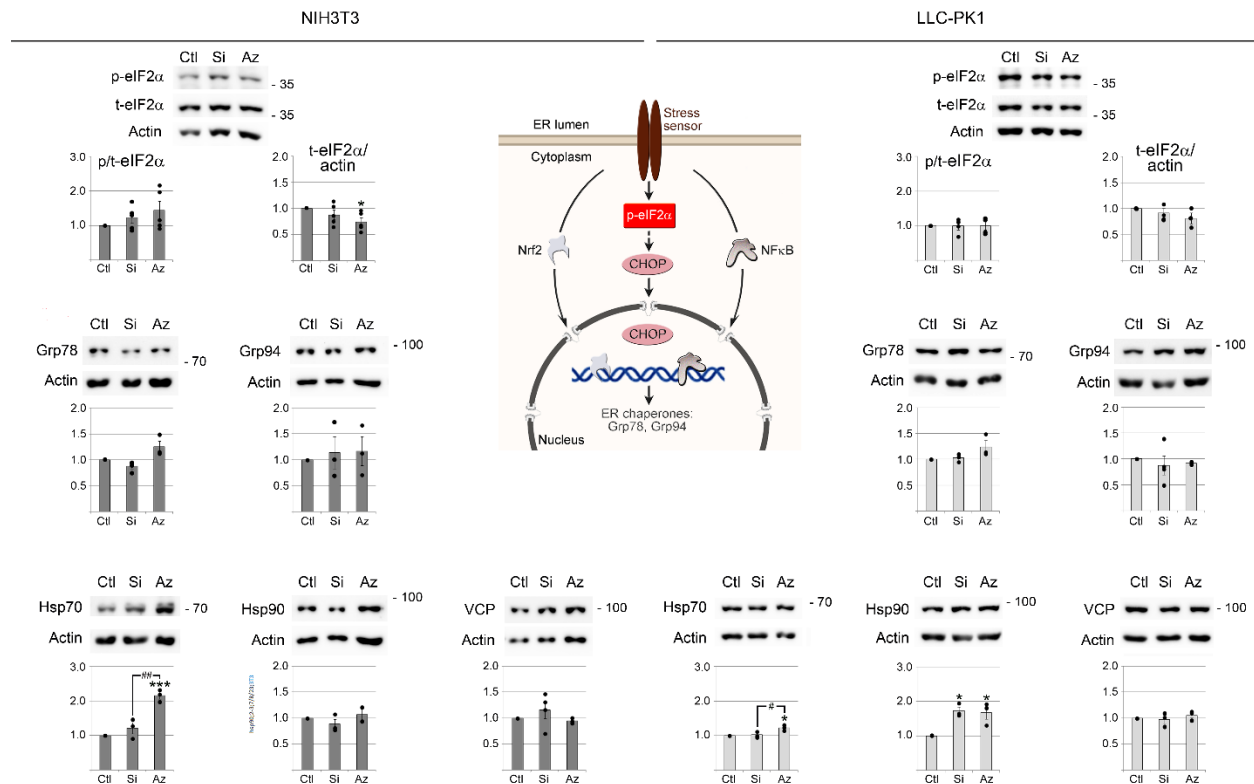 NIH3T3
LLC-PK1
Ctl Si Az
p-eIF2α
- 35
t-eIF2α
- 35
Actin
p/t-eIF2α
3.0
2.0
1.0
Ctl Si Az
t-eIF2α/
actin
2.0
1.5
1.0
0.5
*
Ctl Si Az
ER lumen
Stress
sensor
Cytoplasm
p-eIF2α
Nrf2
NFκB
CHOP
CHOP
ER chaperones:
Grp78, Grp94
Nucleus
Ctl Si Az
p-eIF2α
- 35
t-eIF2α
- 35
Actin
p/t-eIF2α
3.0
2.0
1.0
Ctl Si Az
t-eIF2α/
actin
2.0
1.5
1.0
0.5
Ctl Si Az
Ctl Si Az
Grp78
- 70
Actin
2.0
1.5
1.0
0.5
Ctl Si Az
Ctl Si Az
Grp94
- 100
Actin
2.0
1.5
1.0
0.5
Ctl Si Az
Ctl Si Az
Grp78
- 70
Actin
2.0
1.5
1.0
0.5
Ctl Si Az
Ctl Si Az
Grp94
- 100
Actin
2.0
1.5
1.0
0.5
Ctl Si Az
Ctl Si Az
Hsp70
- 70
Actin
3.0
2.0
1.0
##
***
Ctl Si Az
Ctl Si Az
Hsp90
- 100
Actin
2.0
1.5
1.0
0.5
Ctl Si Az
Ctl Si Az
VCP
- 100
Actin
2.0
1.5
1.0
0.5
Ctl Si Az
Ctl Si Az
Hsp70
- 70
Actin
3.0
2.0
1.0
#
*
Ctl Si Az
Ctl Si Az
Hsp90
- 100
Actin
3.0
2.0
1.0
* *
Ctl Si Az
Ctl Si Az
VCP
- 100
Actin
2.0
1.5
1.0
0.5
Ctl Si Az